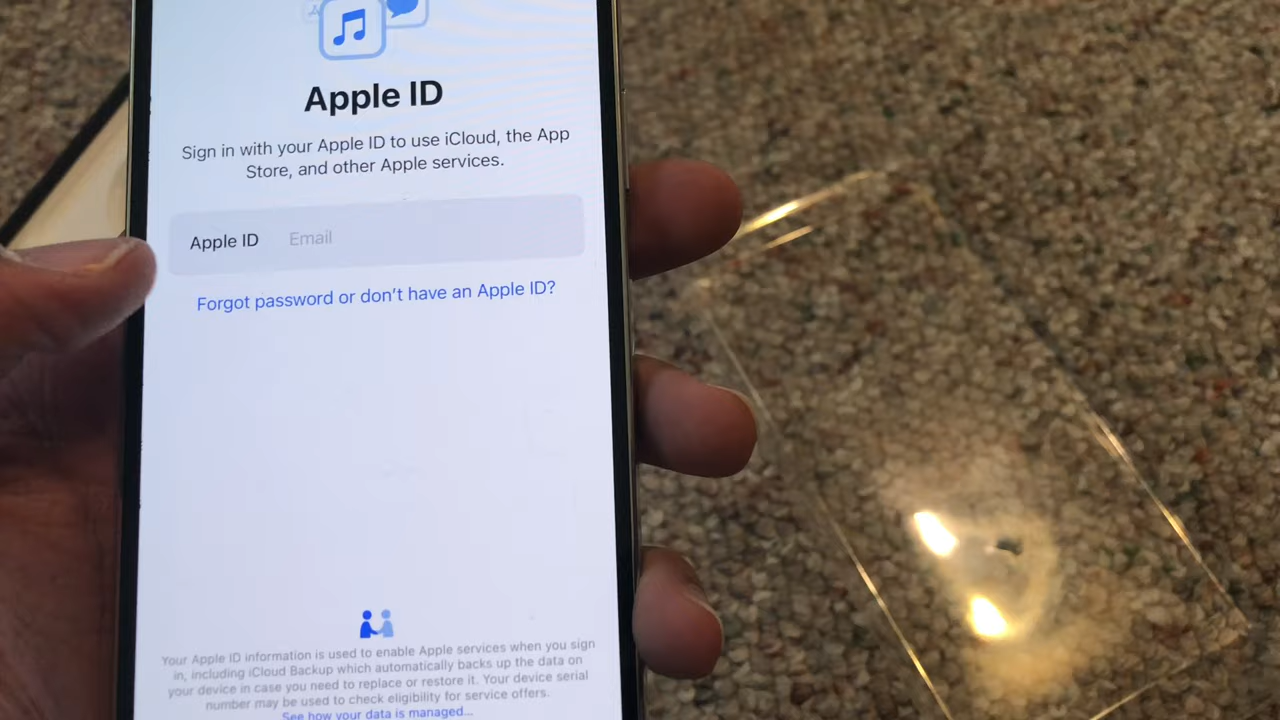 Apple ID
Sign in with your Apple ID to use iCloud, the App
Store, and other Apple services.
Apple ID Email
Forgot password or don't have an Apple ID?
Your Apple ID information is used to enable Apple services when you sign
in, including iCloud Backup which automatically backs up the data on
your device in case you need to replace or restore it. Your device serial
number may be used to check eligibility for service offers.
See how your data is managed...